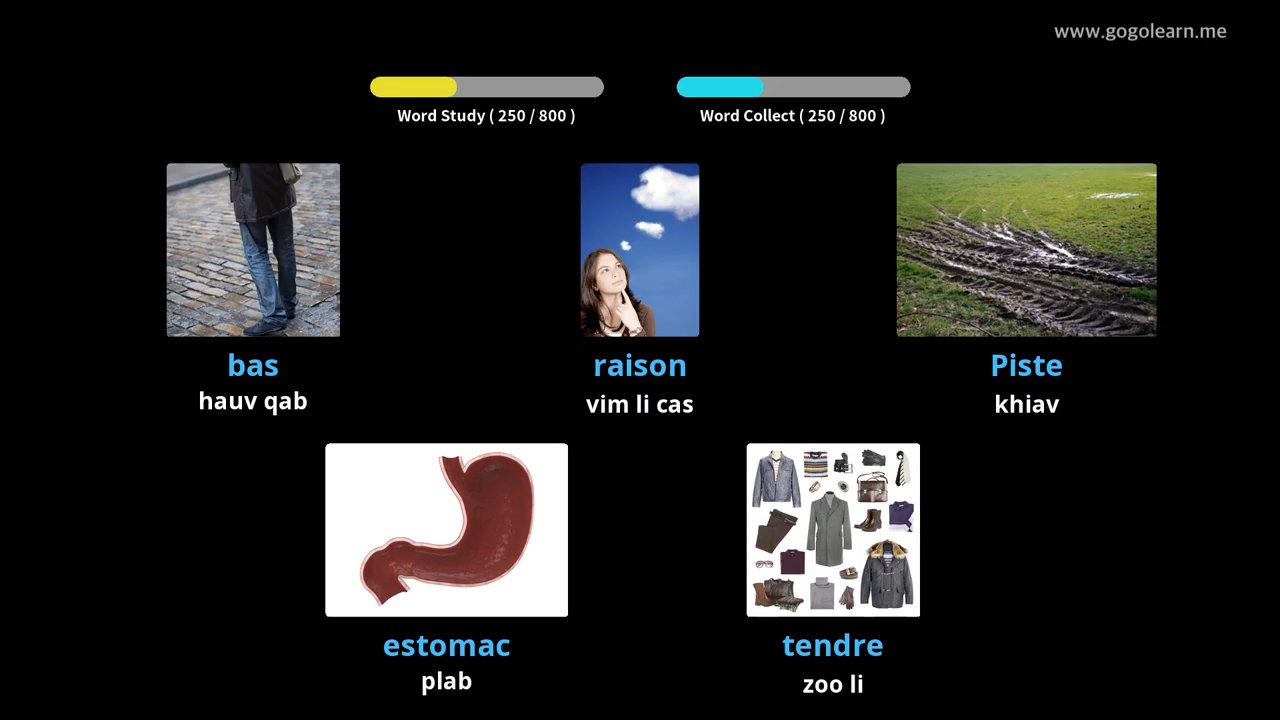 www.gogolearn.me
Word Study ( 250 / 800 )
Word Collect ( 250 / 800 )
bas
hauv qab
raison
vim li cas
Piste
khiav
estomac
plab
tendre
zoo li